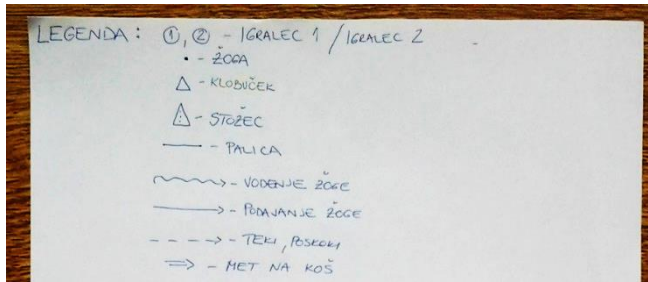 LEGENDA: ①, ② - IGRALEC 1 / IGRALEC 2
- ŽOGA
- KLOBUČEK
- STOŽEC
- PALICA
- VODENJE ŽOGE
- PODAJANJE ŽOGE
- TEKI, POSKOKI
- MET NA KOŠ